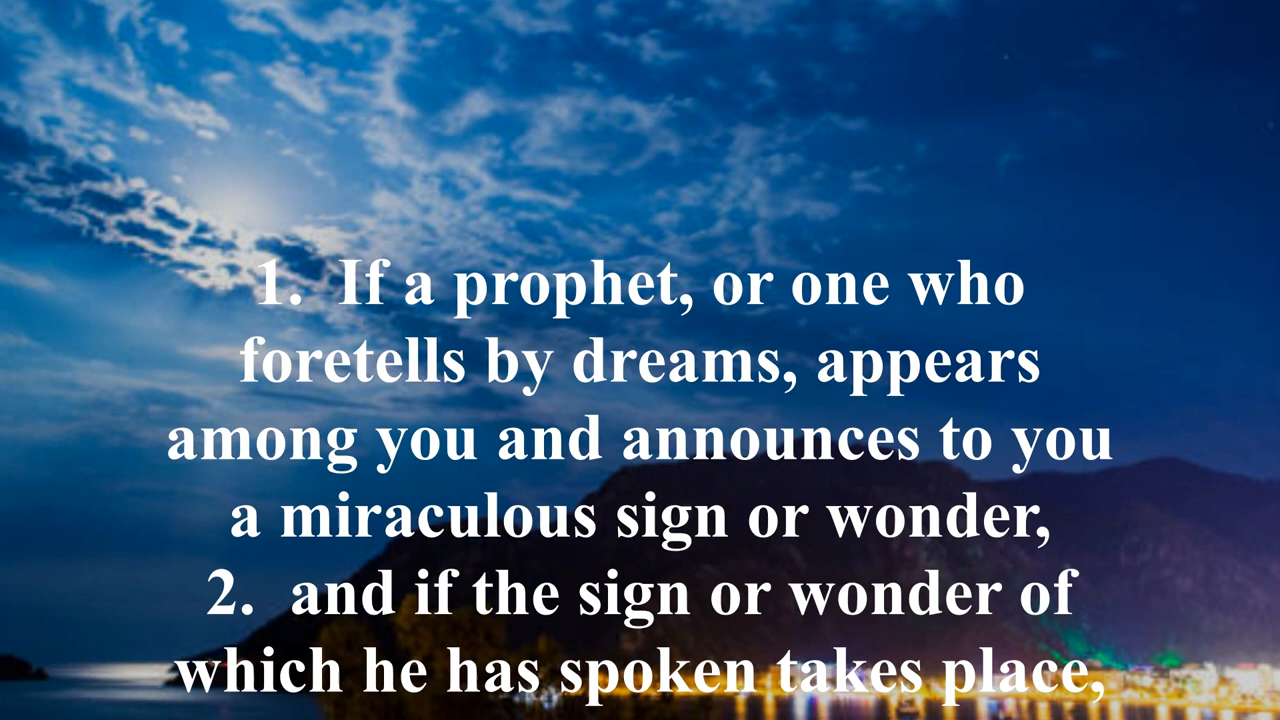 1. If a prophet, or one who
foretells by dreams, appears
among you and announces to you
a miraculous sign or wonder,
2. and if the sign or wonder of
which he has spoken takes place,